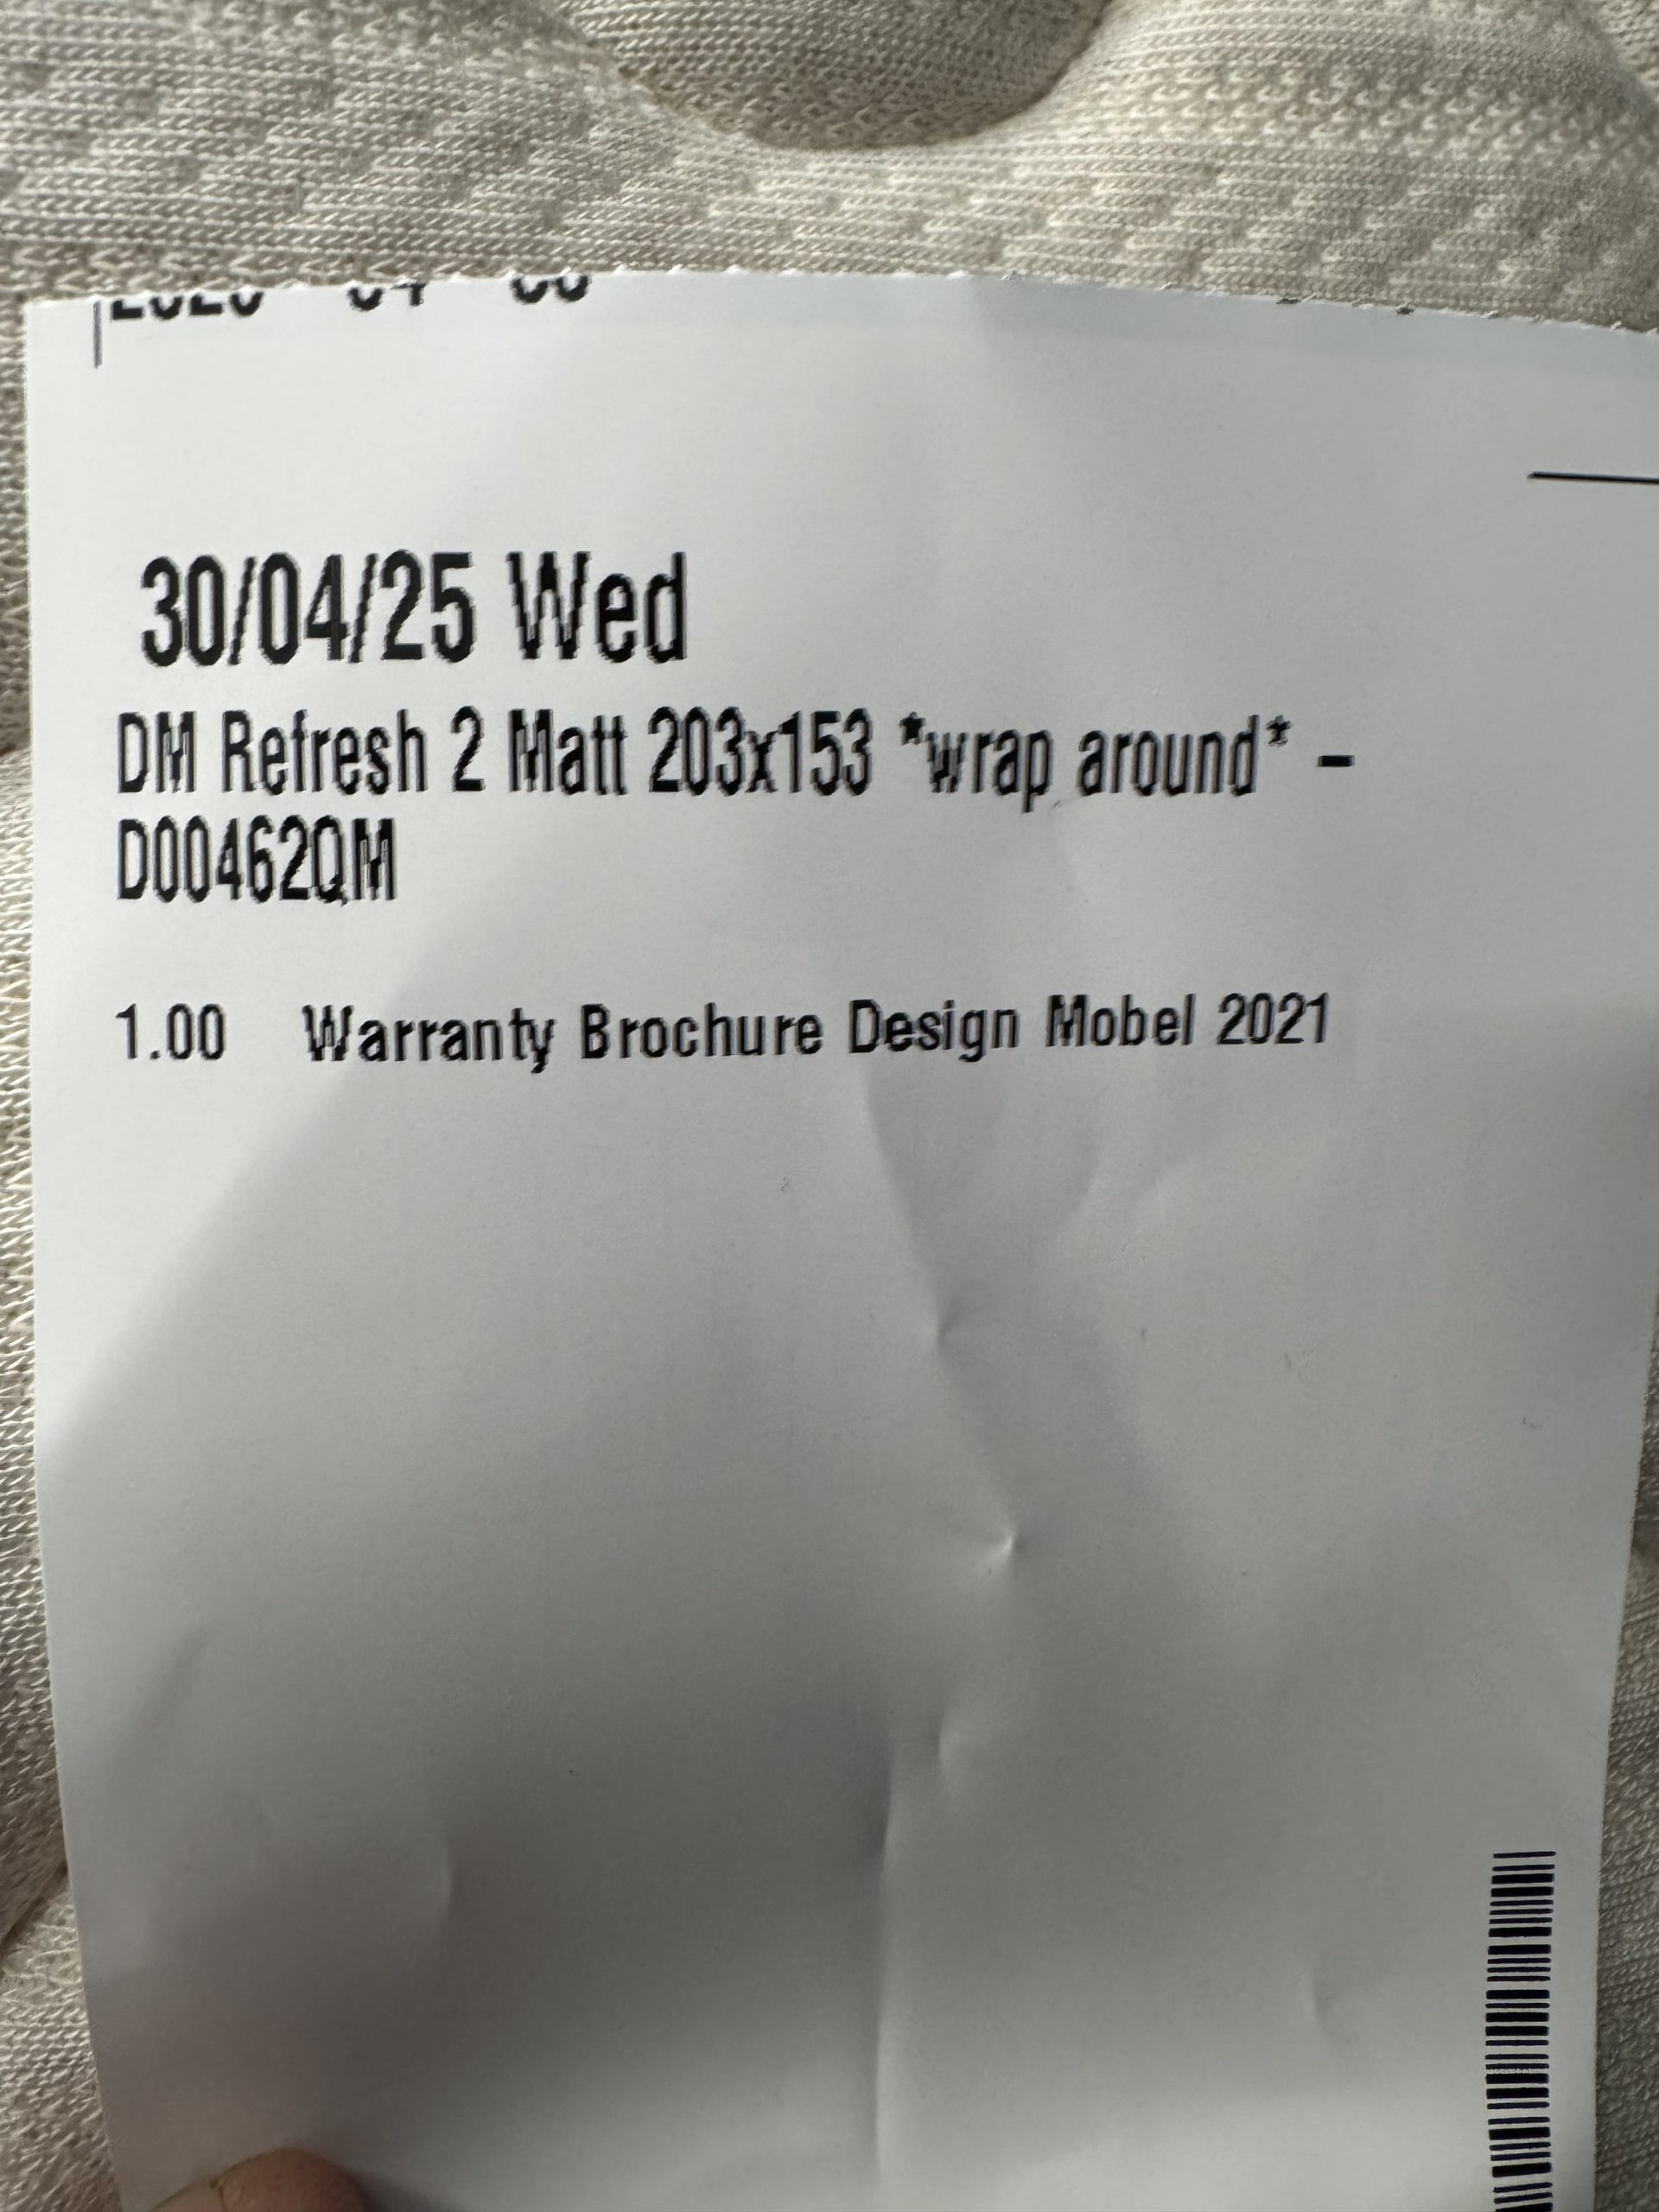 30/04/25 Wed
DM Refresh 2 Matt 203x153 *wrap around* -
D00462QM
1.00 Warranty Brochure Design Mobel 2021